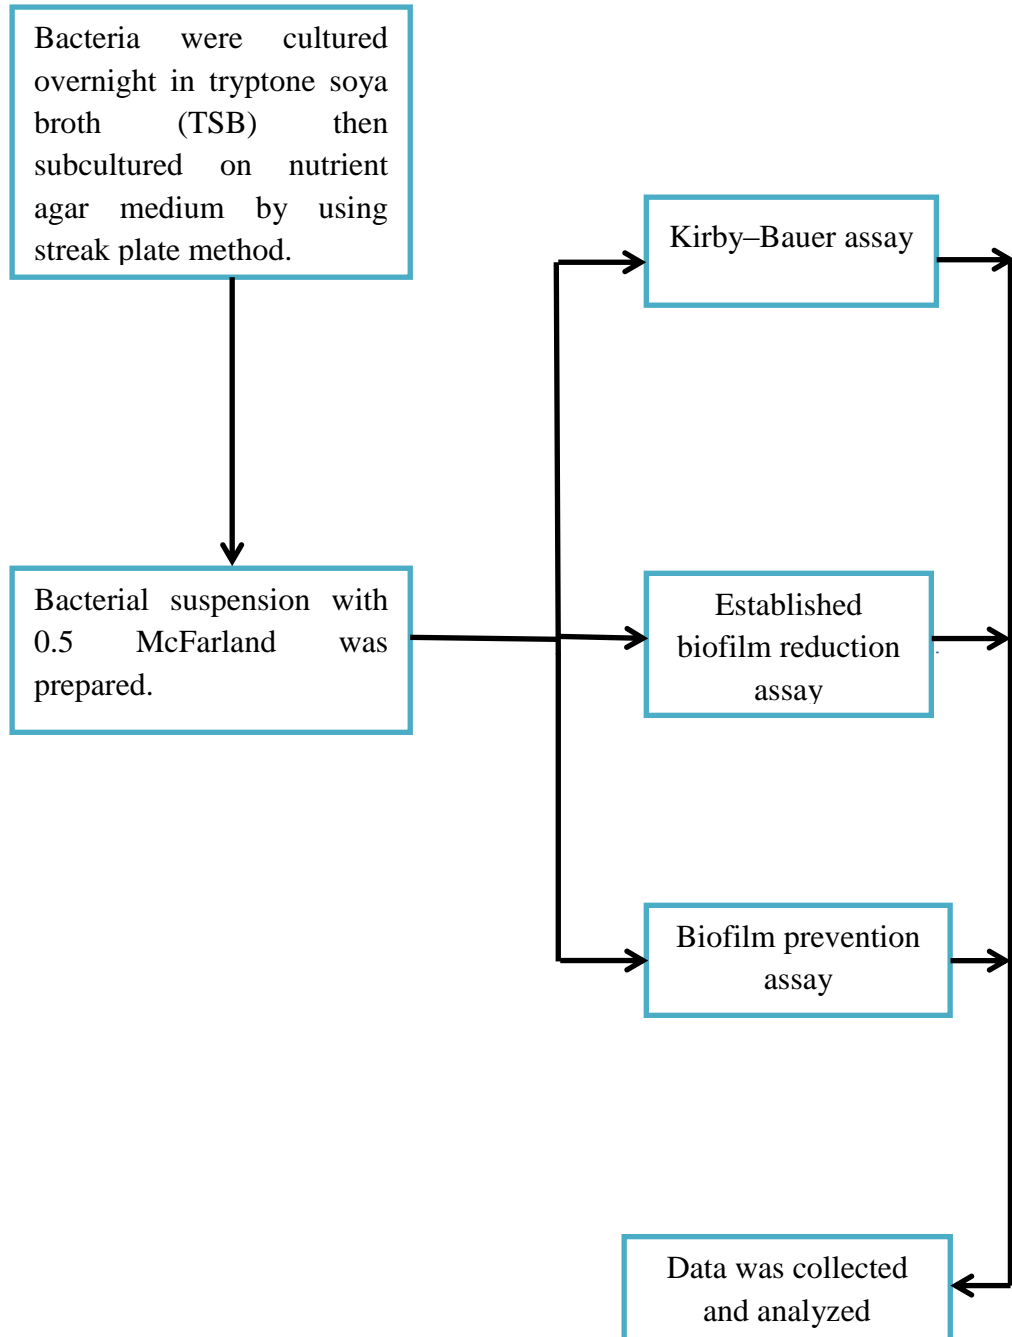 Bacteria were cultured
overnight in tryptone soya
broth (TSB) then
subcultured on nutrient
agar medium by using
streak plate method.
Kirby–Bauer assay
Bacterial suspension with
0.5 McFarland was
prepared.
Established
biofilm reduction
assay
Biofilm prevention
assay
Data was collected
and analyzed